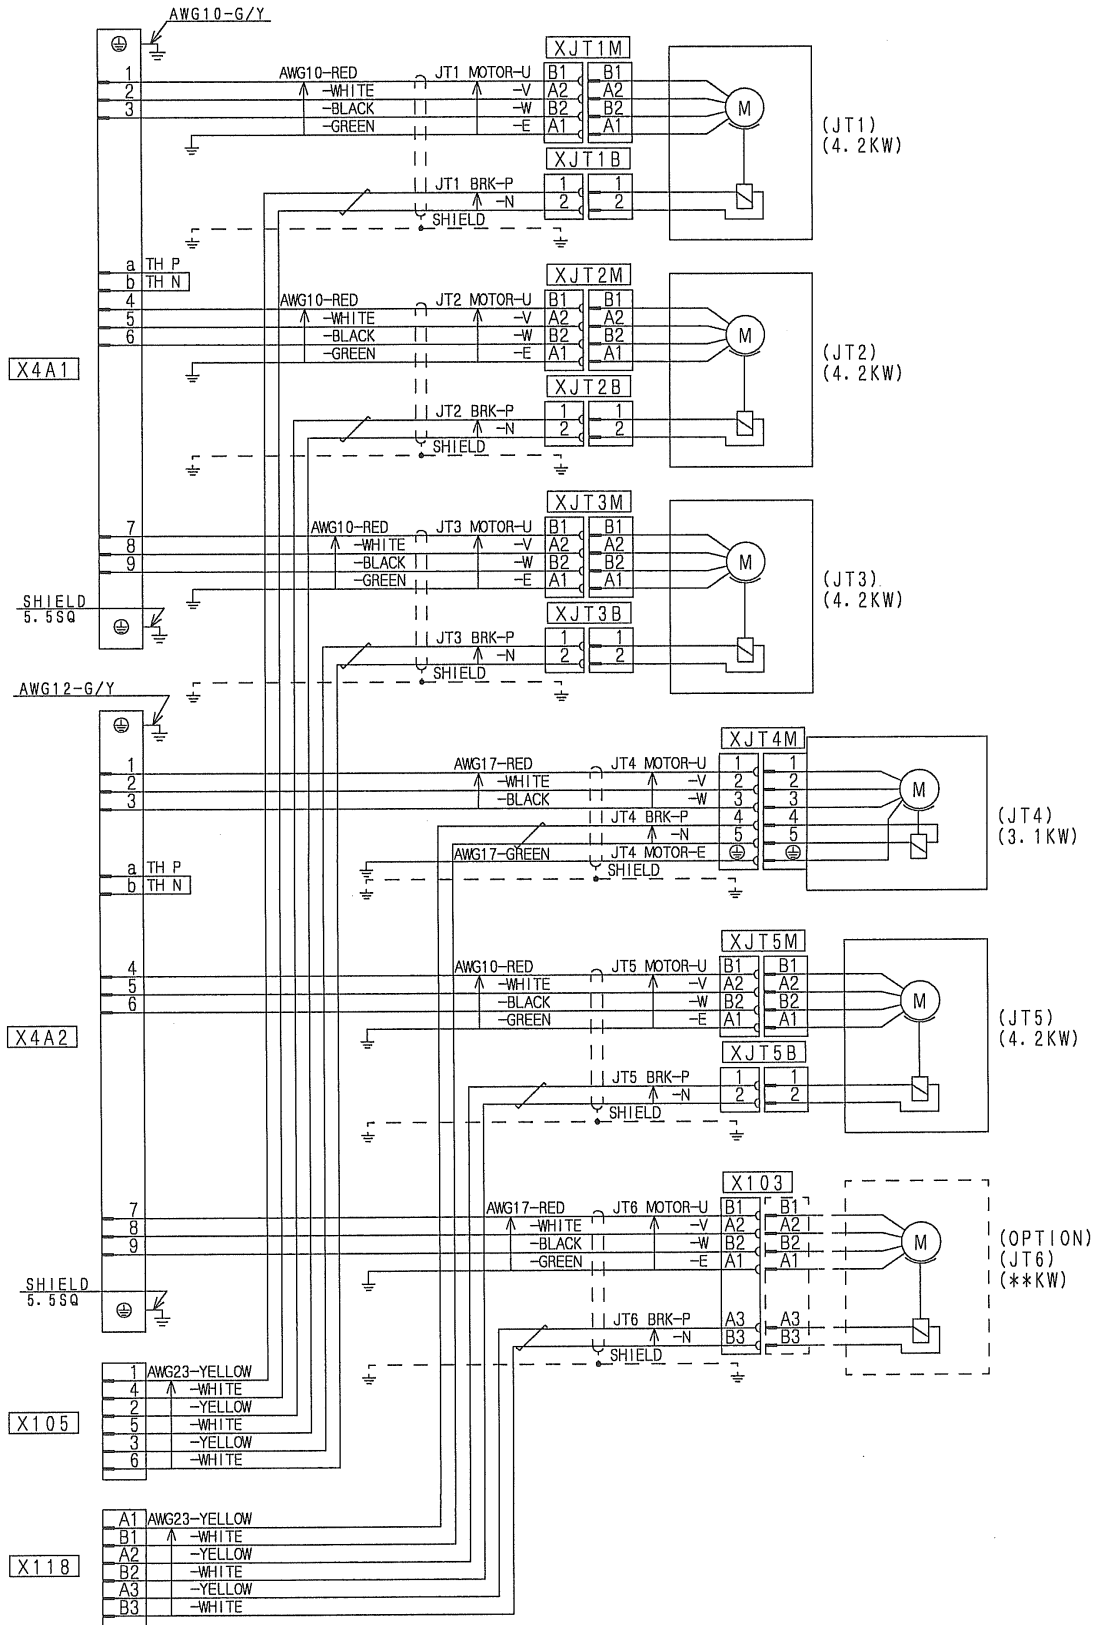 AWG10-G/Y
1 AWG10-RED JT1 MOTOR-U
2 -WHITE -V
3 -BLACK -W
-GREEN -E
XJT1M
B1 B1
A2 A2
B2 B2
A1 A1
M
(JT1)
(4.2KW)
XJT1B
JT1 BRK-P 1 1
-N 2 2
SHIELD
a TH P
b TH N
XJT2M
4 AWG10-RED JT2 MOTOR-U B1 B1
5 -WHITE -V A2 A2
6 -BLACK -W B2 B2
-GREEN -E A1 A1
M
(JT2)
(4.2KW)
X4A1
XJT2B
JT2 BRK-P 1 1
-N 2 2
SHIELD
XJT3M
7 AWG10-RED JT3 MOTOR-U B1 B1
8 -WHITE -V A2 A2
9 -BLACK -W B2 B2
-GREEN -E A1 A1
M
(JT3)
(4.2KW)
SHIELD
5.5SQ
XJT3B
JT3 BRK-P 1 1
-N 2 2
SHIELD
AWG12-G/Y
XJT4M
1 AWG17-RED JT4 MOTOR-U 1 1
2 -WHITE -V 2 2
3 -BLACK -W 3 3
JT4 BRK-P 4 4
-N 5 5
AWG17-GREEN JT4 MOTOR-E
SHIELD
M
(JT4)
(3.1KW)
a TH P
b TH N
XJT5M
4 AWG10-RED JT5 MOTOR-U B1 B1
5 -WHITE -V A2 A2
6 -BLACK -W B2 B2
-GREEN -E A1 A1
M
(JT5)
(4.2KW)
X4A2
XJT5B
JT5 BRK-P 1 1
-N 2 2
SHIELD
X103
7 AWG17-RED JT6 MOTOR-U B1 B1
8 -WHITE -V A2 A2
9 -BLACK -W B2 B2
-GREEN -E A1 A1
M
(OPTION)
(JT6)
(**KW)
SHIELD
5.5SQ
JT6 BRK-P A3 A3
-N B3 B3
SHIELD
X105
1 AWG23-YELLOW
4 -WHITE
2 -YELLOW
5 -WHITE
3 -YELLOW
6 -WHITE
X118
A1 AWG23-YELLOW
B1 -WHITE
A2 -YELLOW
B2 -WHITE
A3 -YELLOW
B3 -WHITE